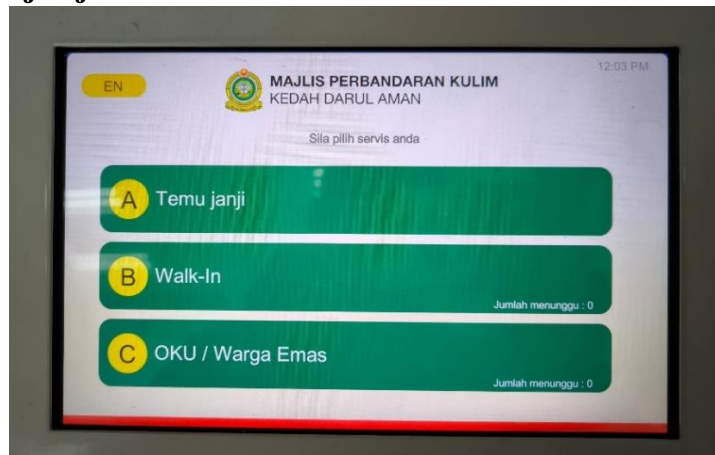 EN
MAJLIS PERBANDARAN KULIM
KEDAH DARUL AMAN
12:03 PM
Sila pilih servis anda
A Temu janji
B Walk-In
Jumlah menunggu : 0
C OKU / Warga Emas
Jumlah menunggu : 0